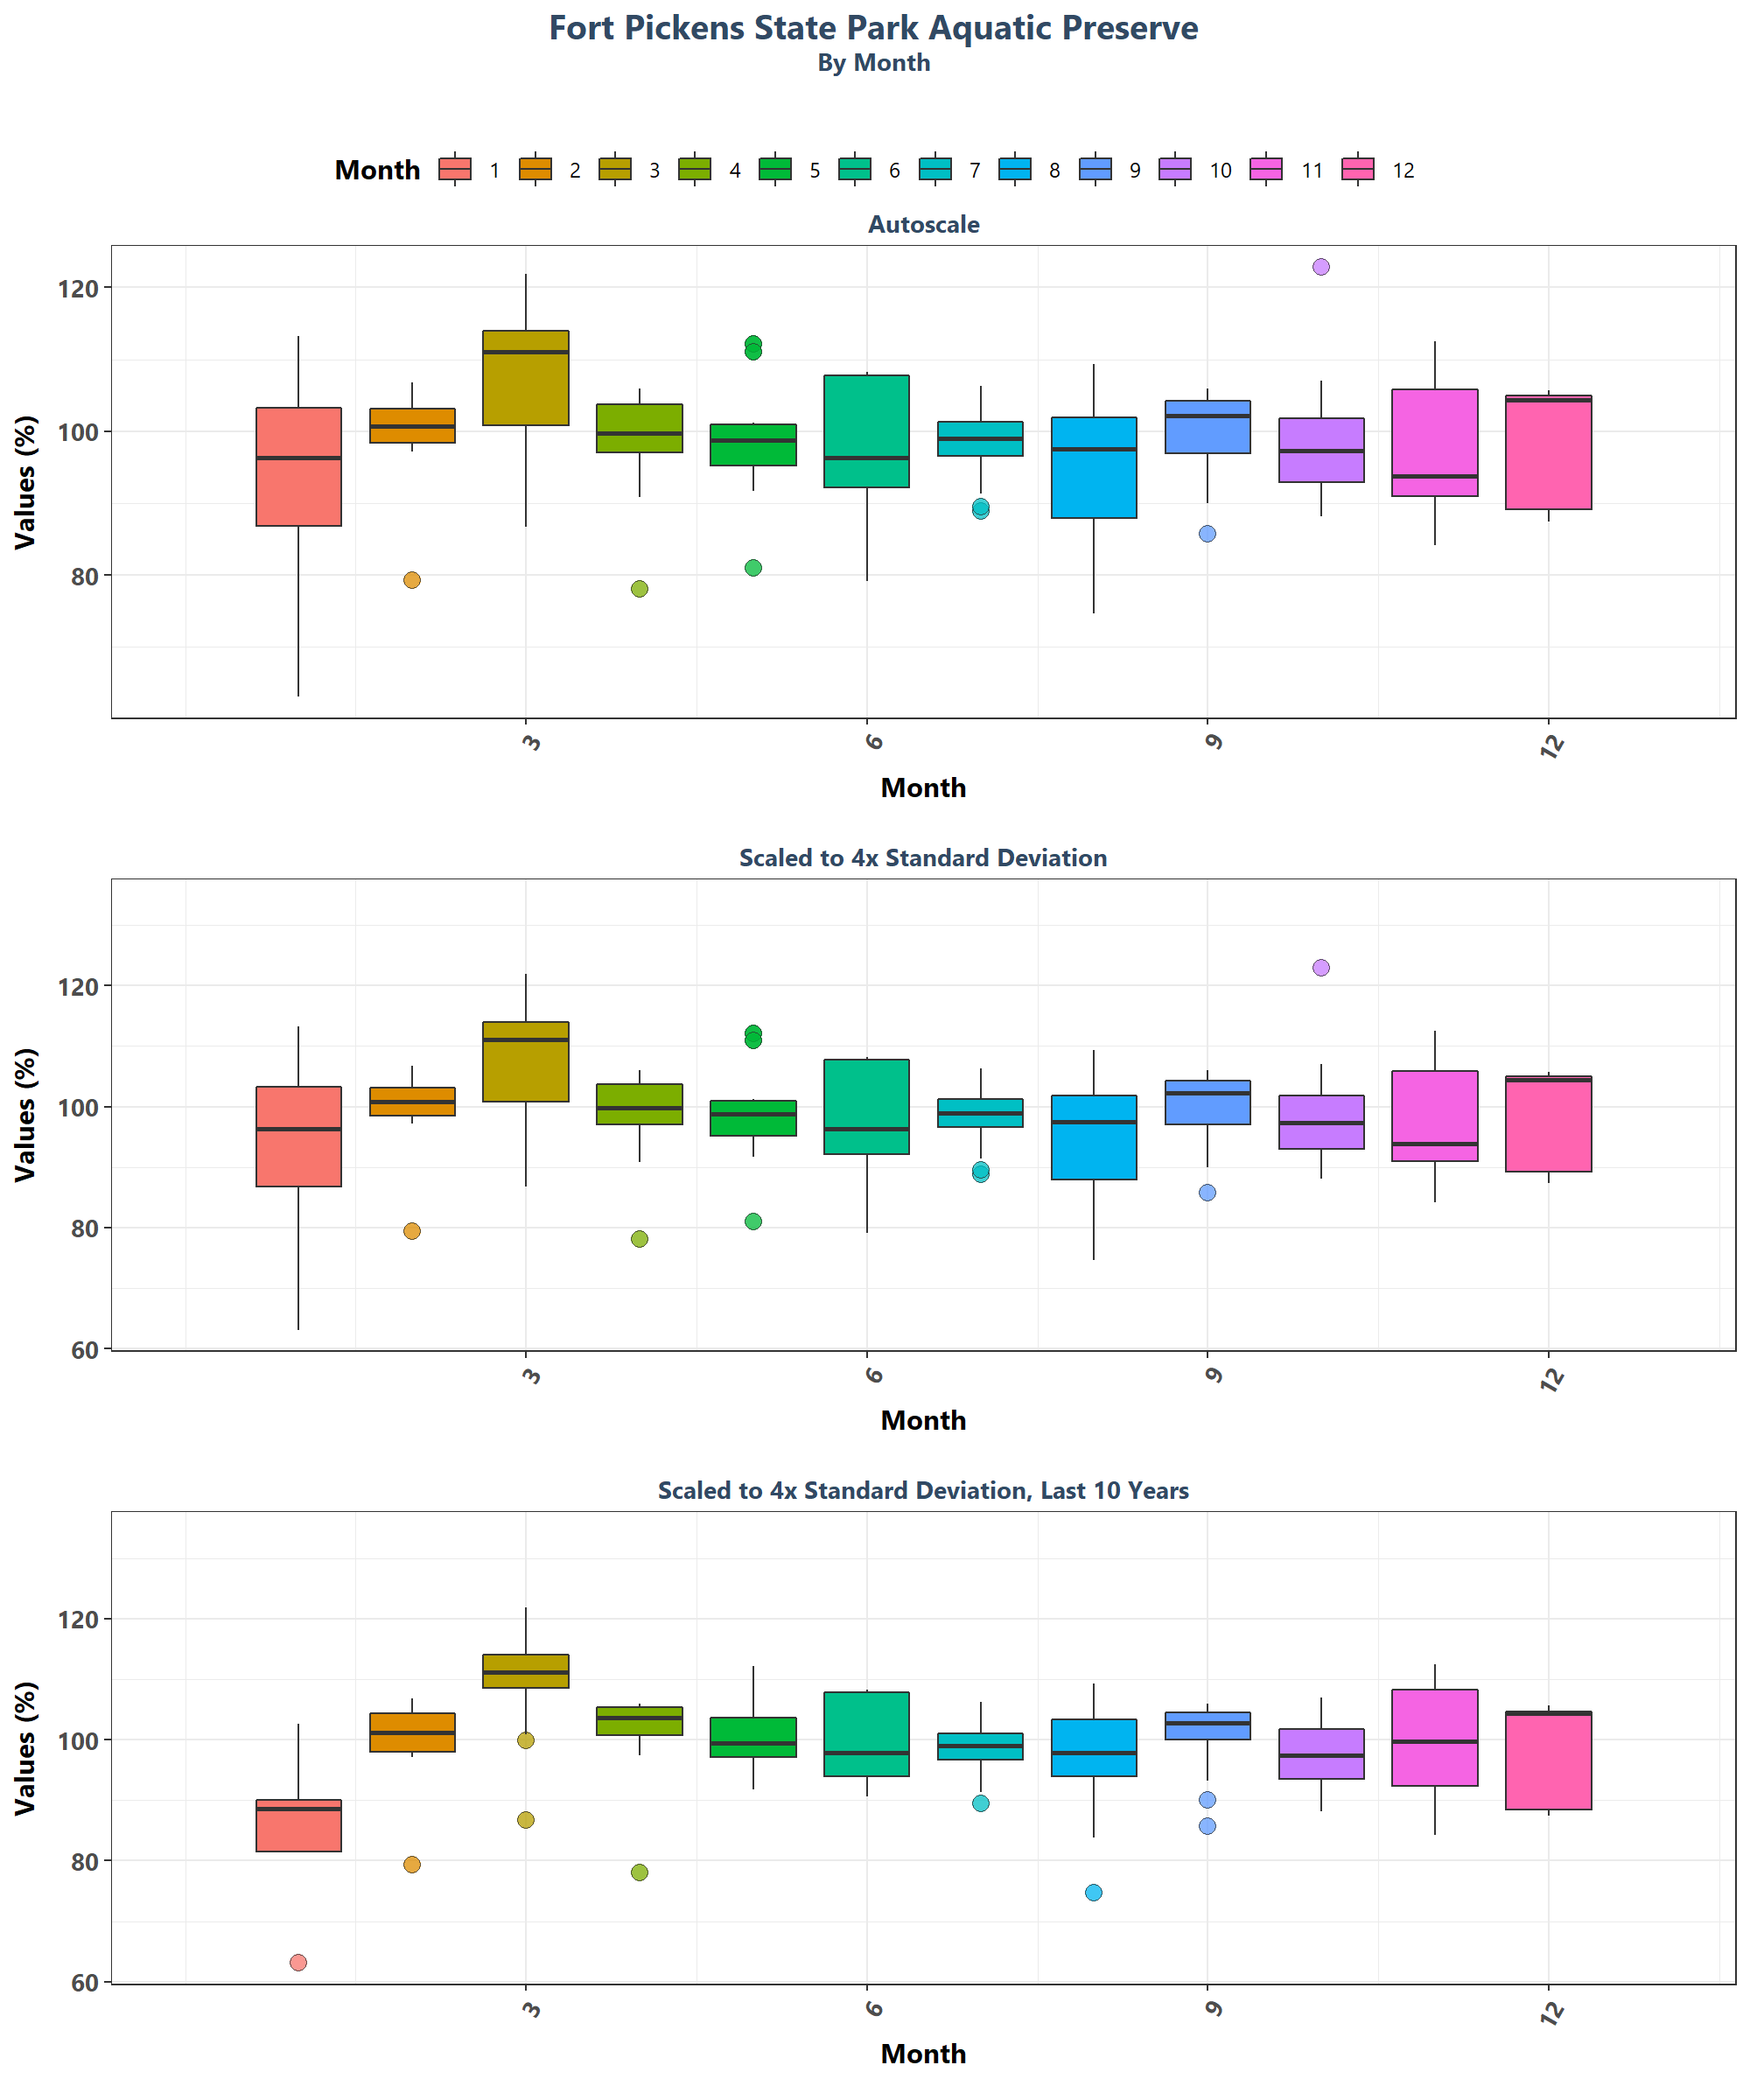 Fort Pickens State Park Aquatic Preserve
By Month
Month 1 2 3 4 5 6 7 8 9 10 11 12
Autoscale
Values (%)
120
100
80
3 6 9 12
Month
Scaled to 4x Standard Deviation
Values (%)
120
100
80
60
3 6 9 12
Month
Scaled to 4x Standard Deviation, Last 10 Years
Values (%)
120
100
80
60
3 6 9 12
Month